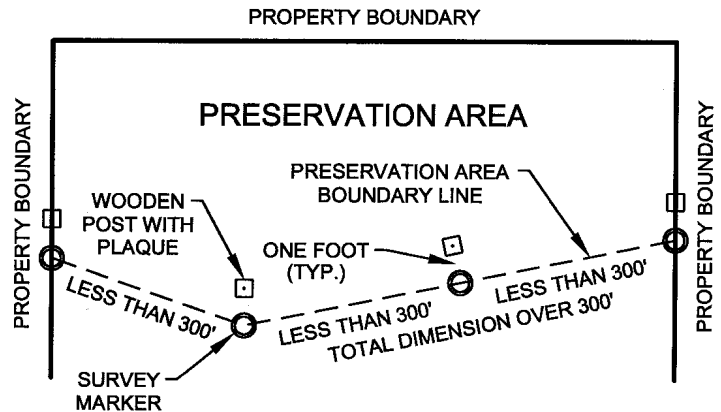 PROPERTY BOUNDARY
PRESERVATION AREA
PROPERTY BOUNDARY
PROPERTY BOUNDARY
PRESERVATION AREA
BOUNDARY LINE
WOODEN
POST WITH
PLAQUE
ONE FOOT
(TYP.)
LESS THAN 300'
LESS THAN 300'
LESS THAN 300'
TOTAL DIMENSION OVER 300'
SURVEY
MARKER